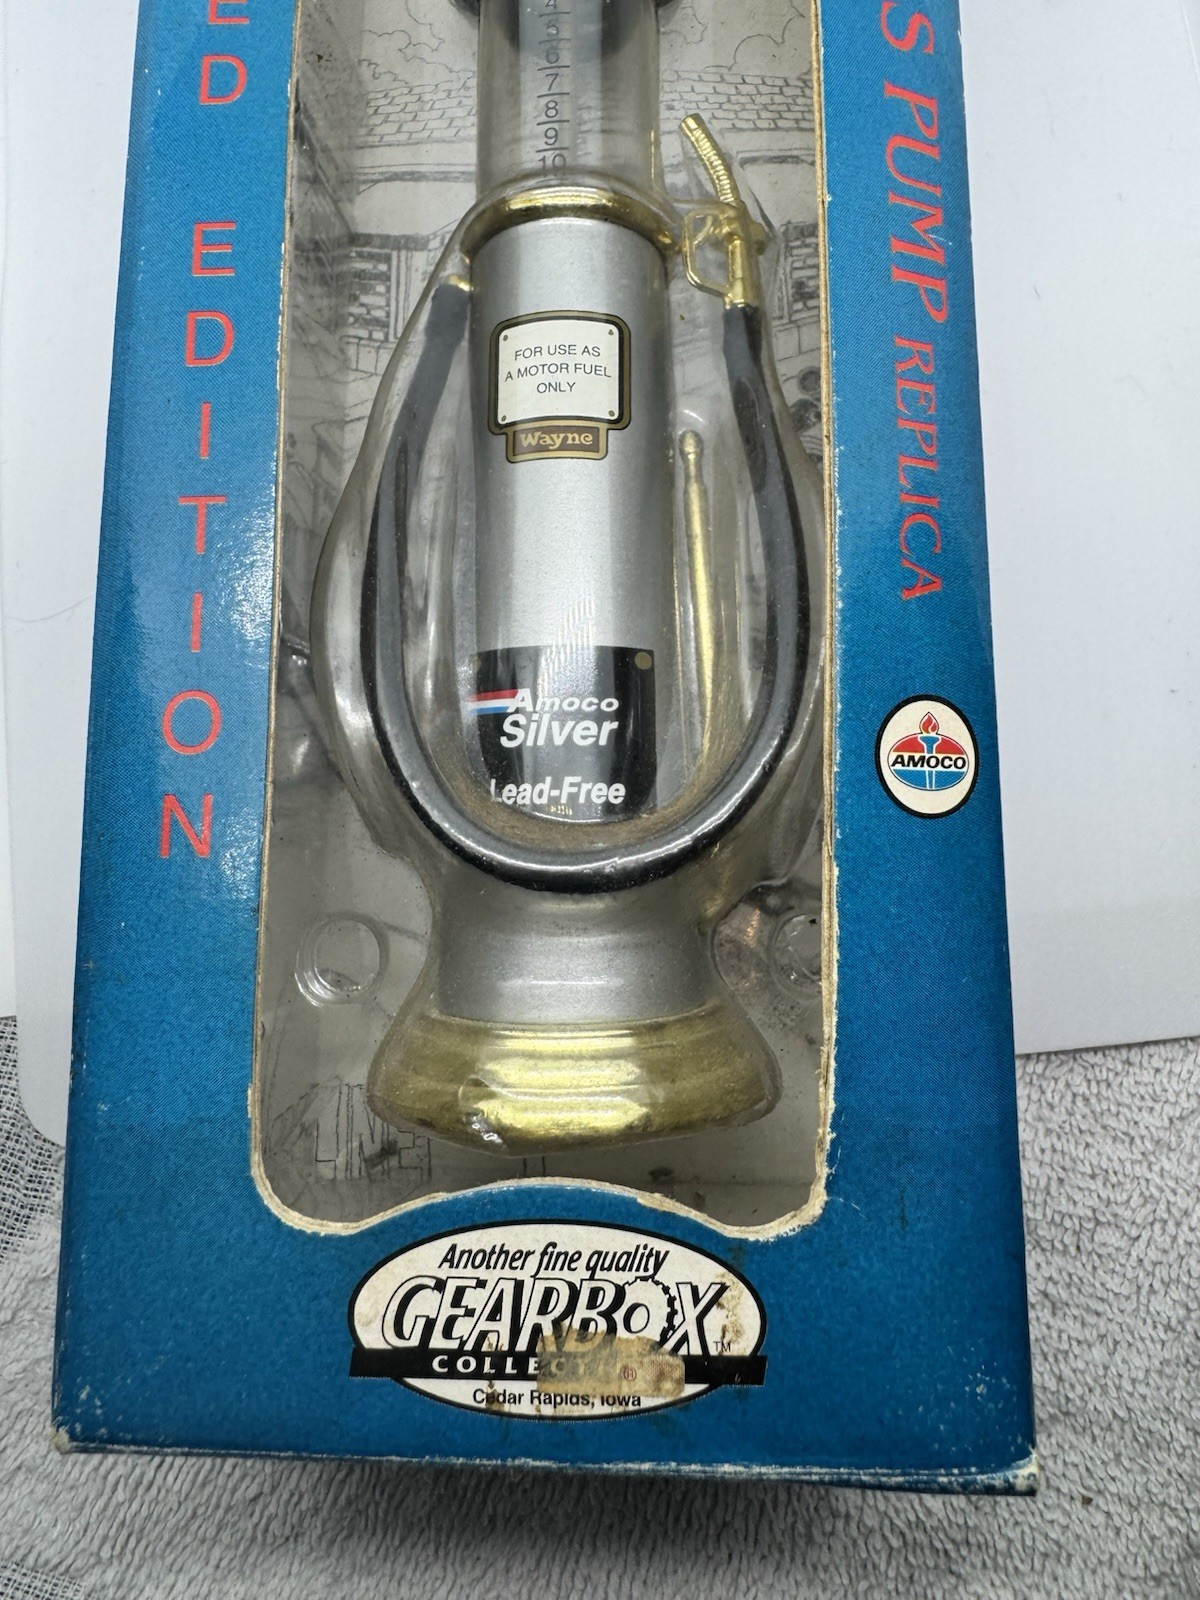 ED
EDITION
S PUMP REPLICA
4
5
6
7
8
9
10
FOR USE AS
A MOTOR FUEL
ONLY
Wayne
Amoco
Silver
Lead-Free
AMOCO
Another fine quality
GEARBOX
TM
Cedar Rapids, Iowa